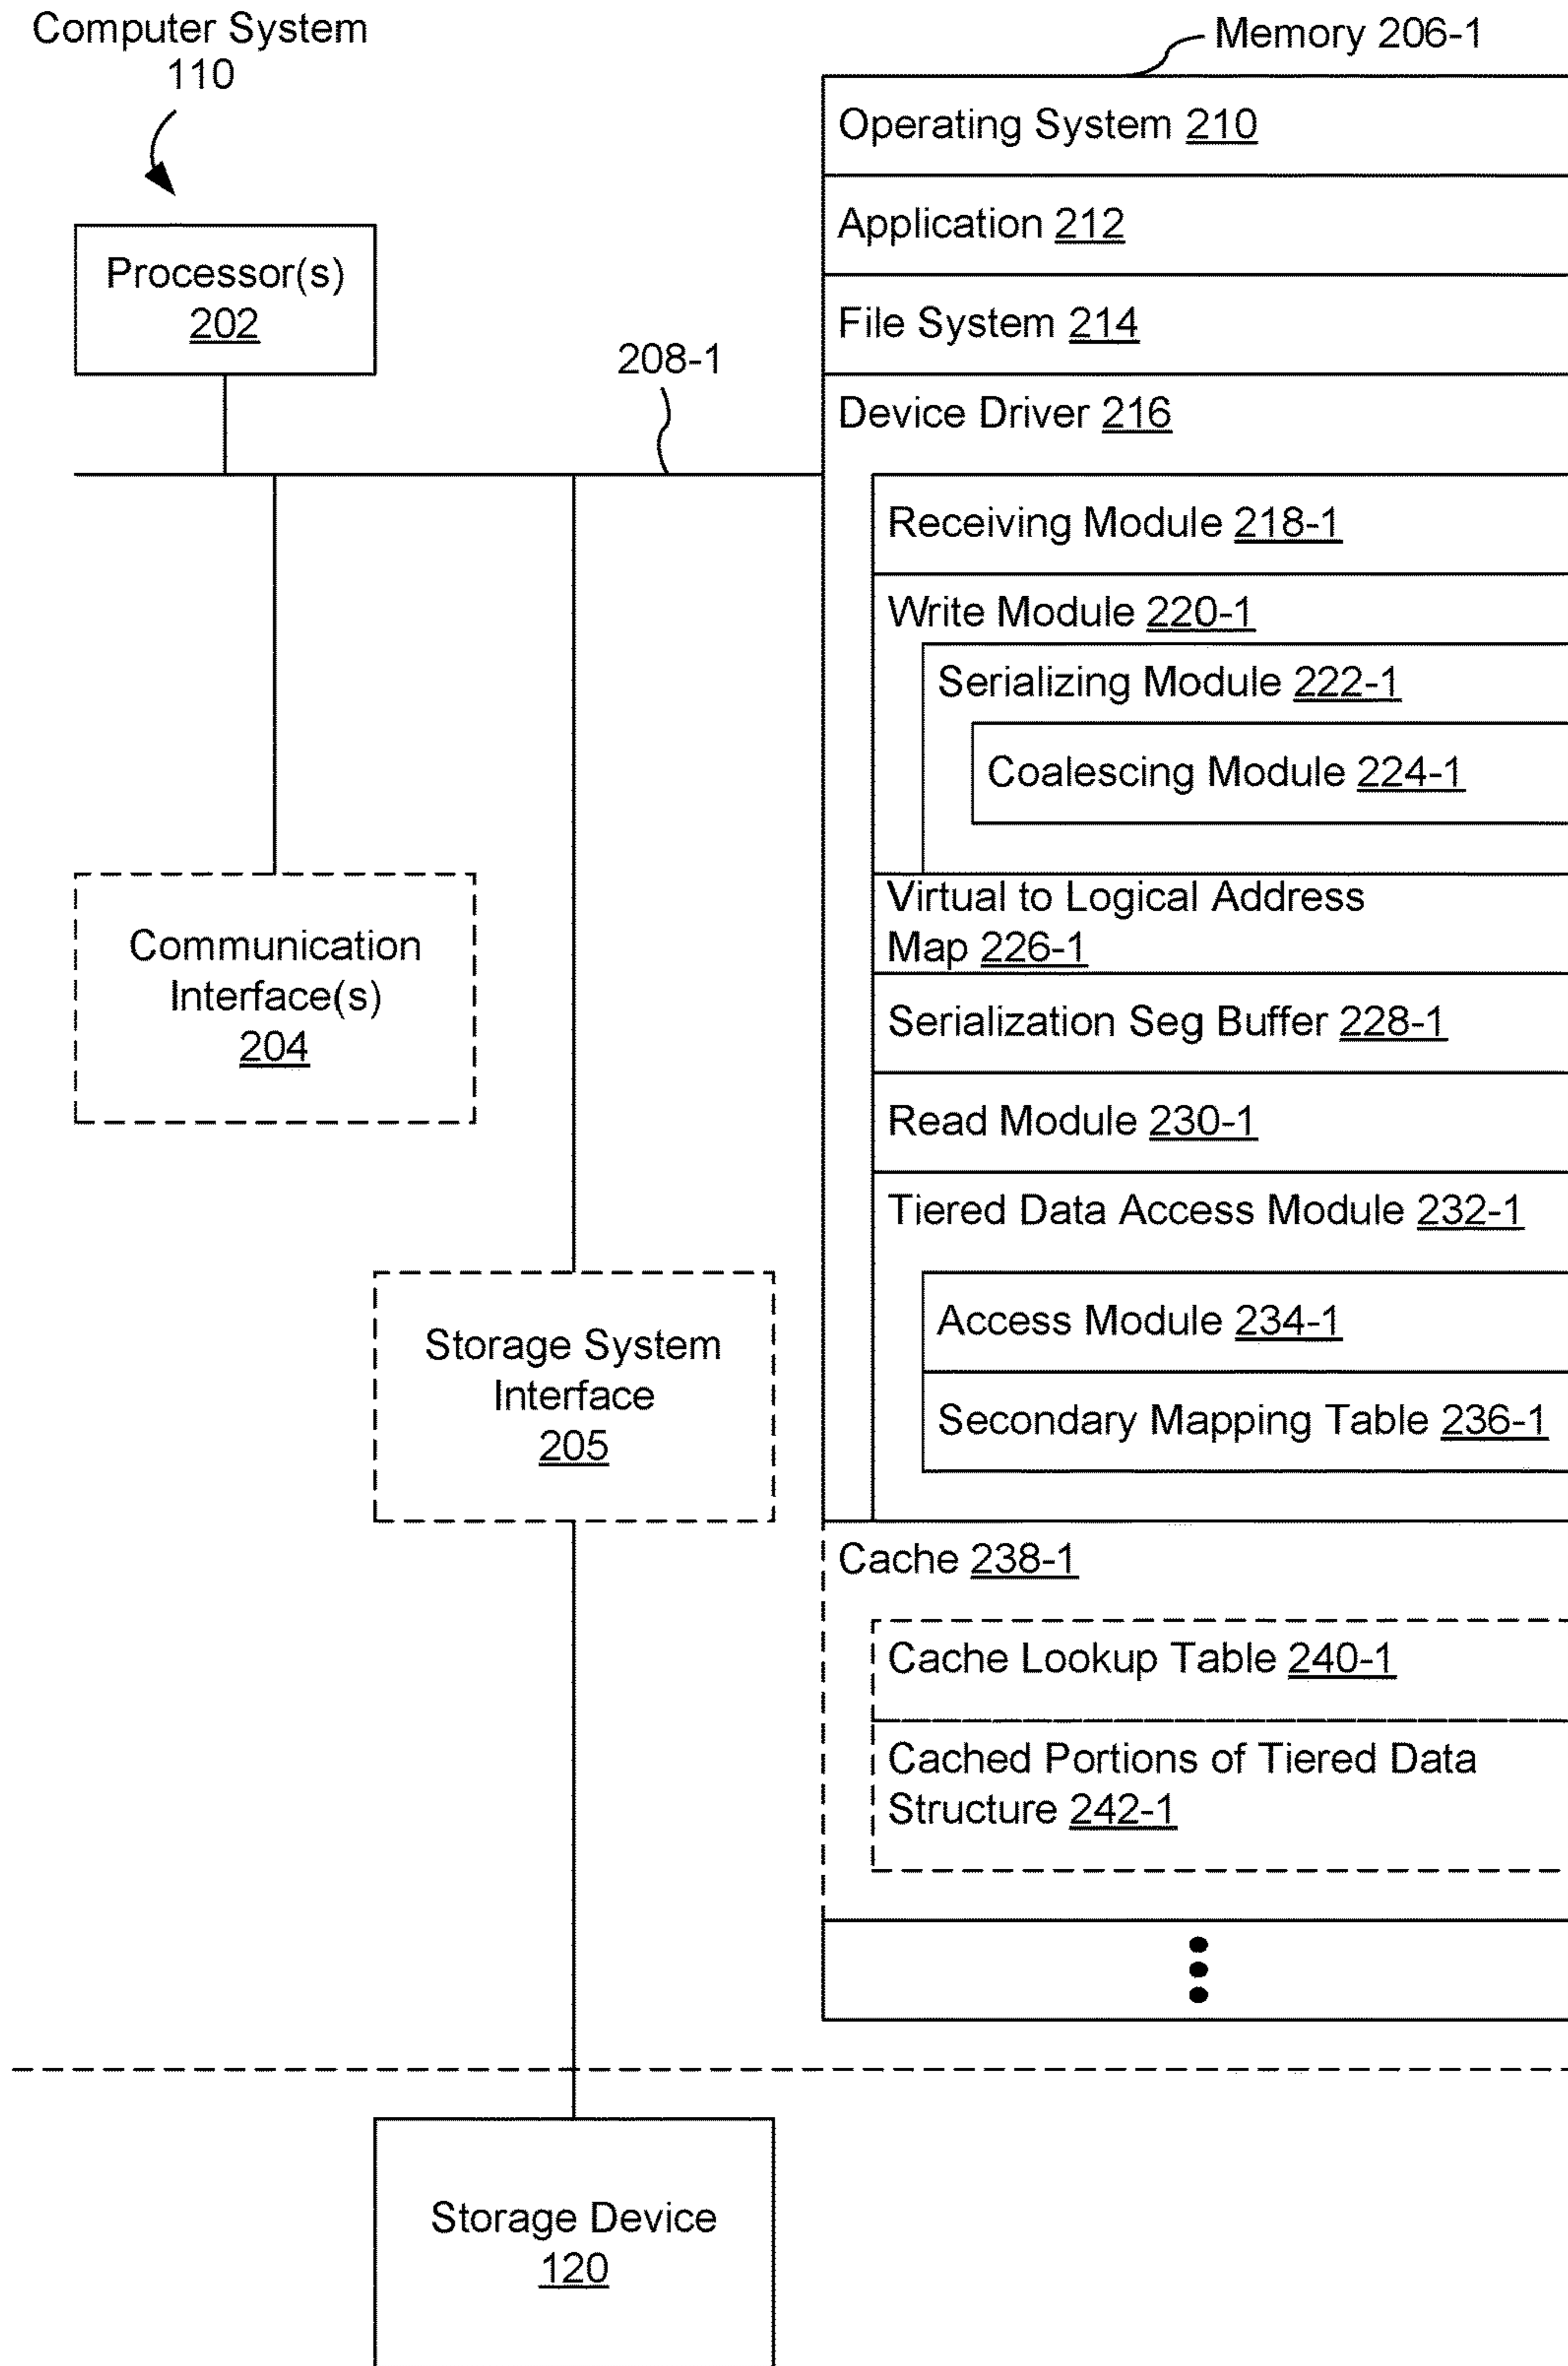 Computer System
110
Processor(s)
202
208-1
Communication
Interface(s)
204
Storage System
Interface
205
Storage Device
120
Memory 206-1
Operating System 210
Application 212
File System 214
Device Driver 216
Receiving Module 218-1
Write Module 220-1
Serializing Module 222-1
Coalescing Module 224-1
Virtual to Logical Address
Map 226-1
Serialization Seg Buffer 228-1
Read Module 230-1
Tiered Data Access Module 232-1
Access Module 234-1
Secondary Mapping Table 236-1
Cache 238-1
Cache Lookup Table 240-1
Cached Portions of Tiered Data
Structure 242-1